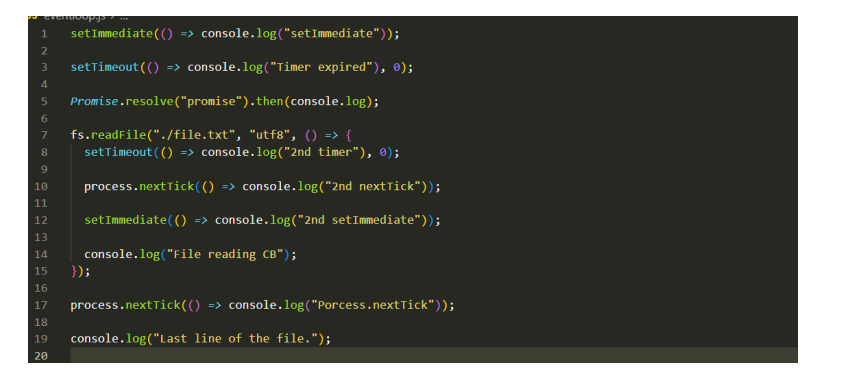 eventloop.js > ...
1 setImmediate(() => console.log("setImmediate"));
2
3 setTimeout(() => console.log("Timer expired"), 0);
4
5 Promise.resolve("promise").then(console.log);
6
7 fs.readFile("./file.txt", "utf8", () => {
8 setTimeout(() => console.log("2nd timer"), 0);
9
10 process.nextTick(() => console.log("2nd nextTick"));
11
12 setImmediate(() => console.log("2nd setImmediate"));
13
14 console.log("File reading CB");
15 });
16
17 process.nextTick(() => console.log("Porcess.nextTick"));
18
19 console.log("Last line of the file.");
20